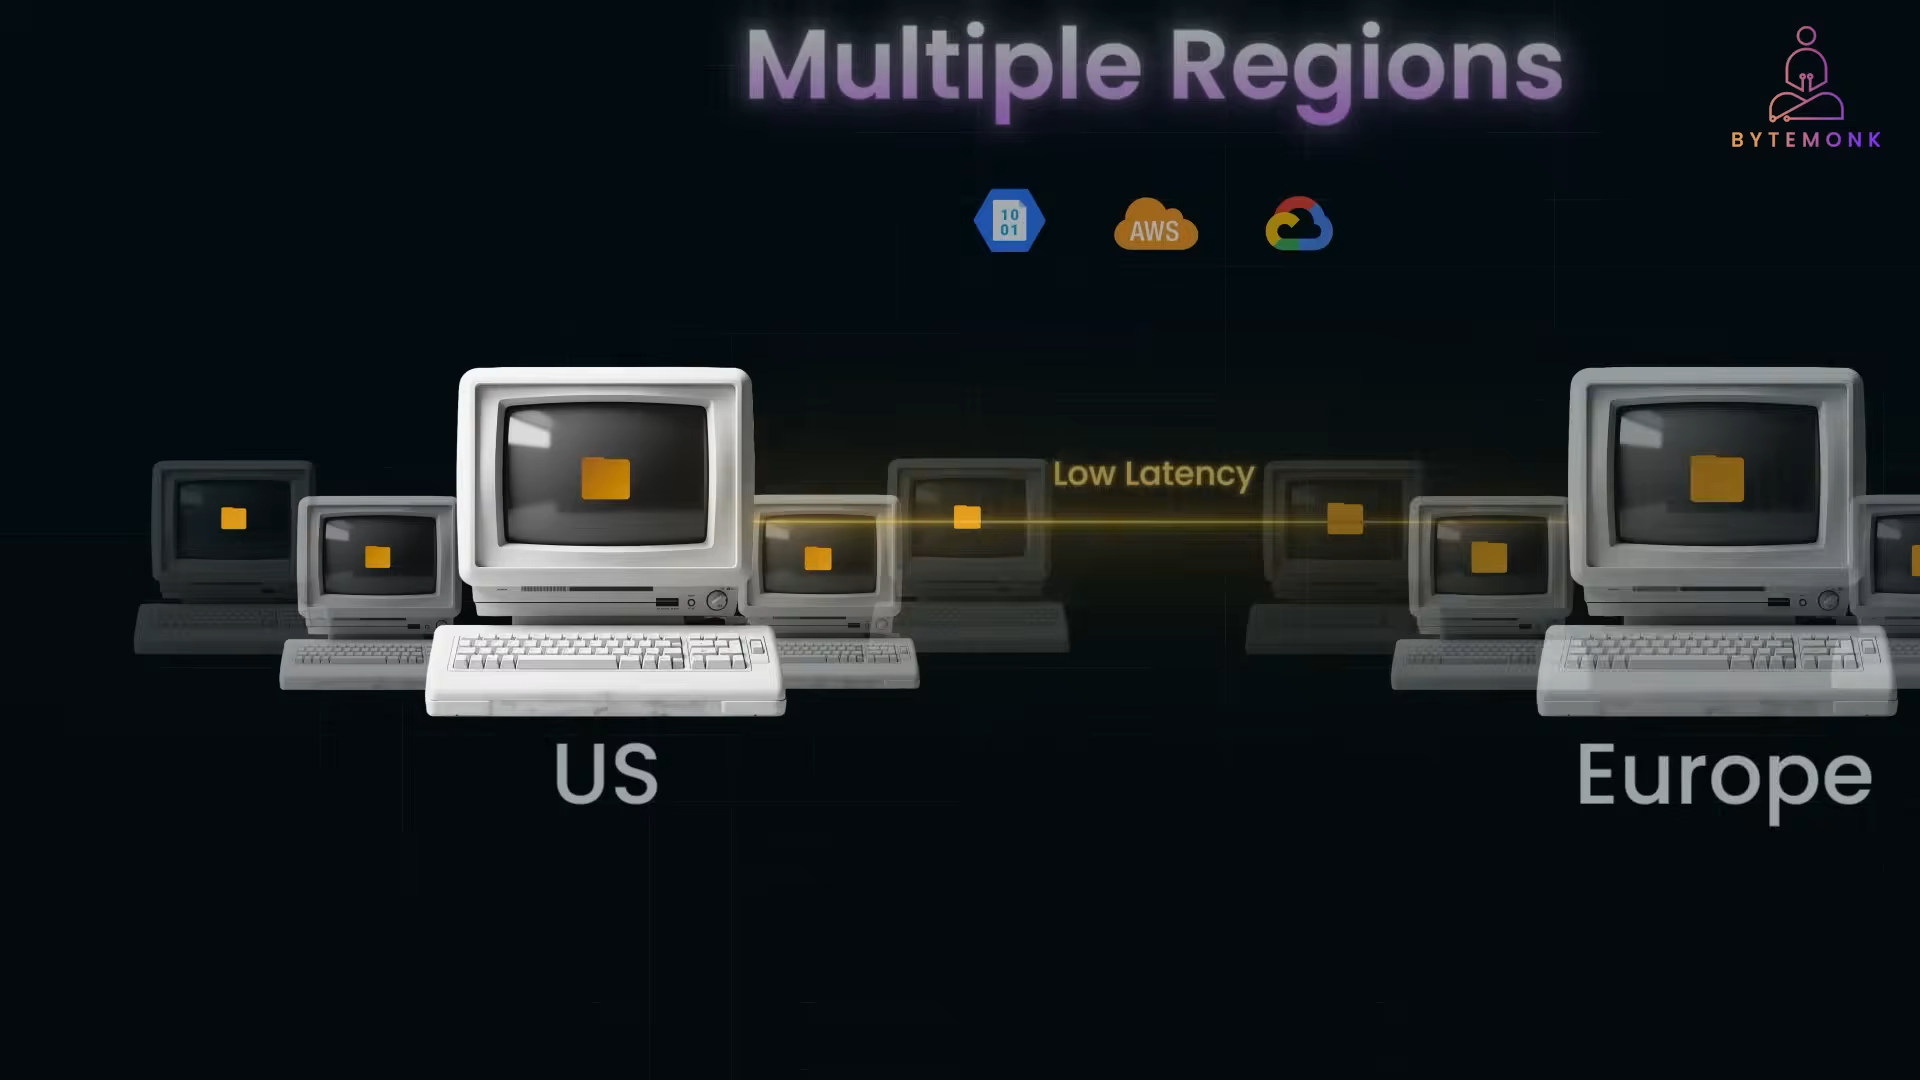 Multiple Regions
BYTEMONK
10
01
AWS
Low Latency
US
Europe